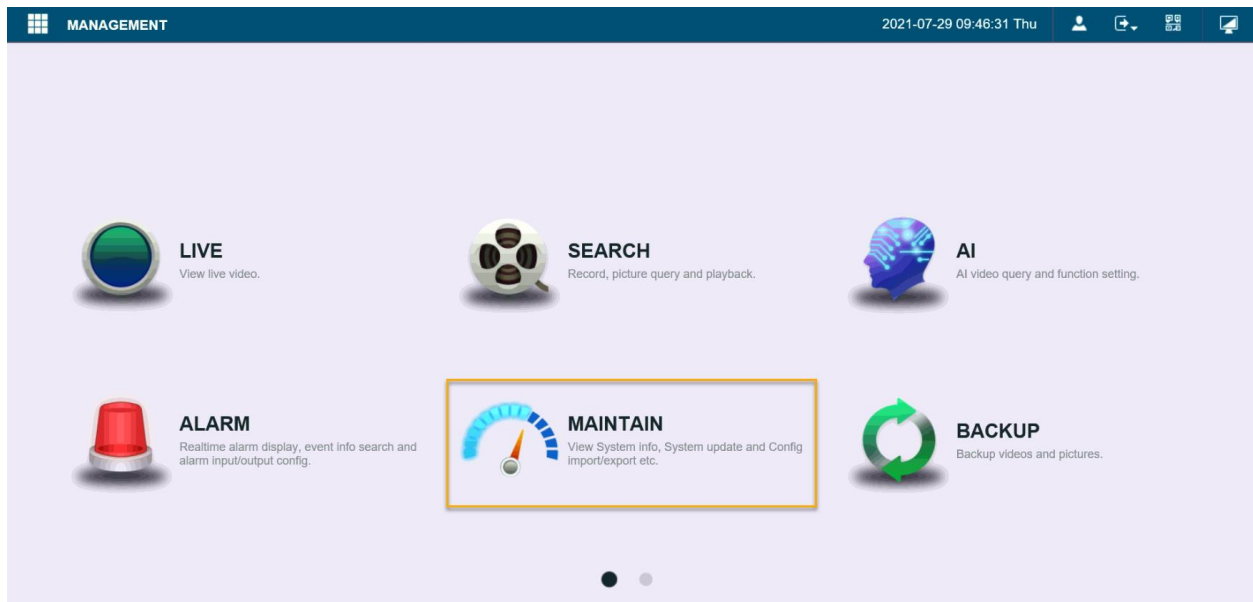 MANAGEMENT
2021-07-29 09:46:31 Thu
LIVE
View live video.
SEARCH
Record, picture query and playback.
AI
AI video query and function setting.
ALARM
Realtime alarm display, event info search and
alarm input/output config.
MAINTAIN
View System info, System update and Config
import/export etc.
BACKUP
Backup videos and pictures.